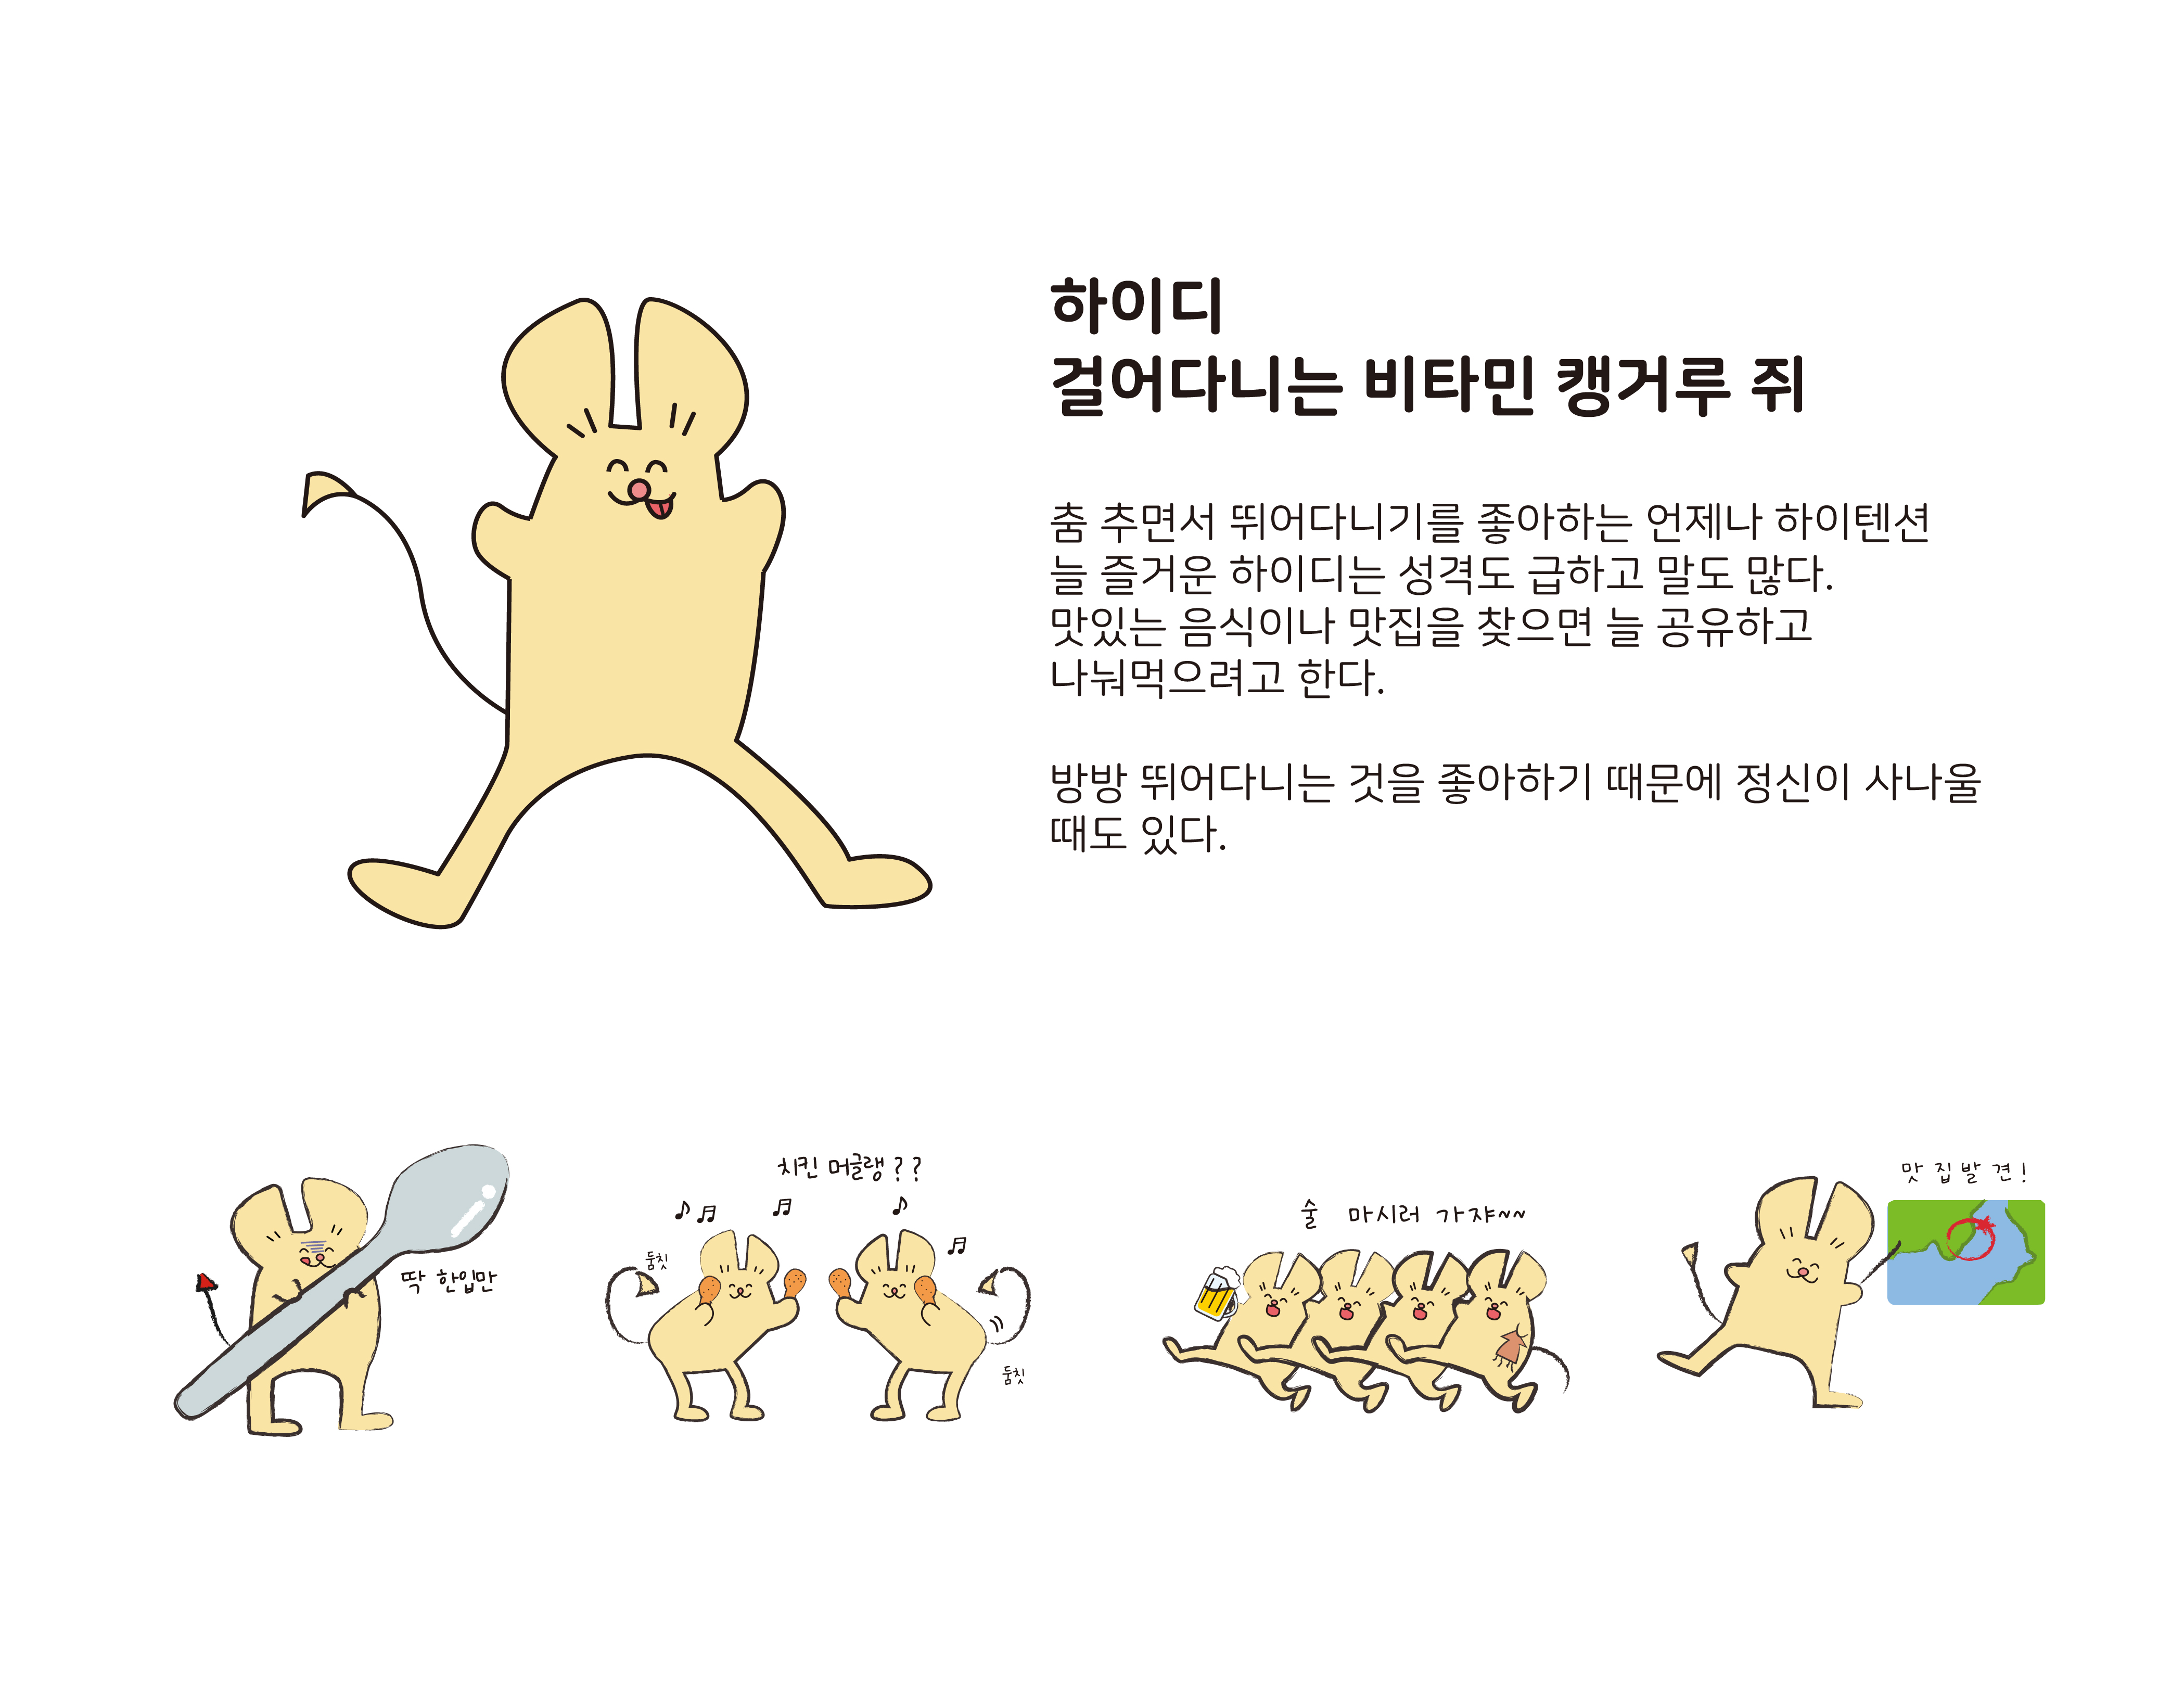 하이디
걸어다니는 비타민 캥거루 쥐
춤 추면서 뛰어다니기를 좋아하는 언제나 하이텐션
늘 즐거운 하이디는 성격도 급하고 말도 많다.
맛있는 음식이나 맛집을 찾으면 늘 공유하고
나눠먹으려고 한다.
방방 뛰어다니는 것을 좋아하기 때문에 정신이 사나울
때도 있다.
딱 한입만
치킨 머글랭??
둠칫
둠칫
술 마시러 가쟈~~
맛집발견!